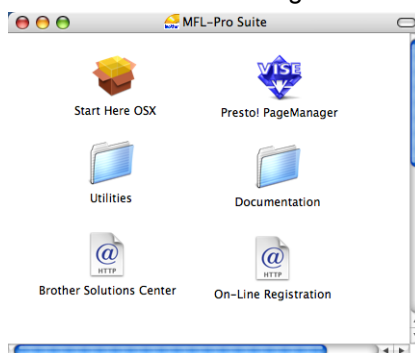 MFL-Pro Suite
VISE
Start Here OSX
Presto! PageManager
Utilities
Documentation
@
HTTP
@
HTTP
Brother Solutions Center
On-Line Registration